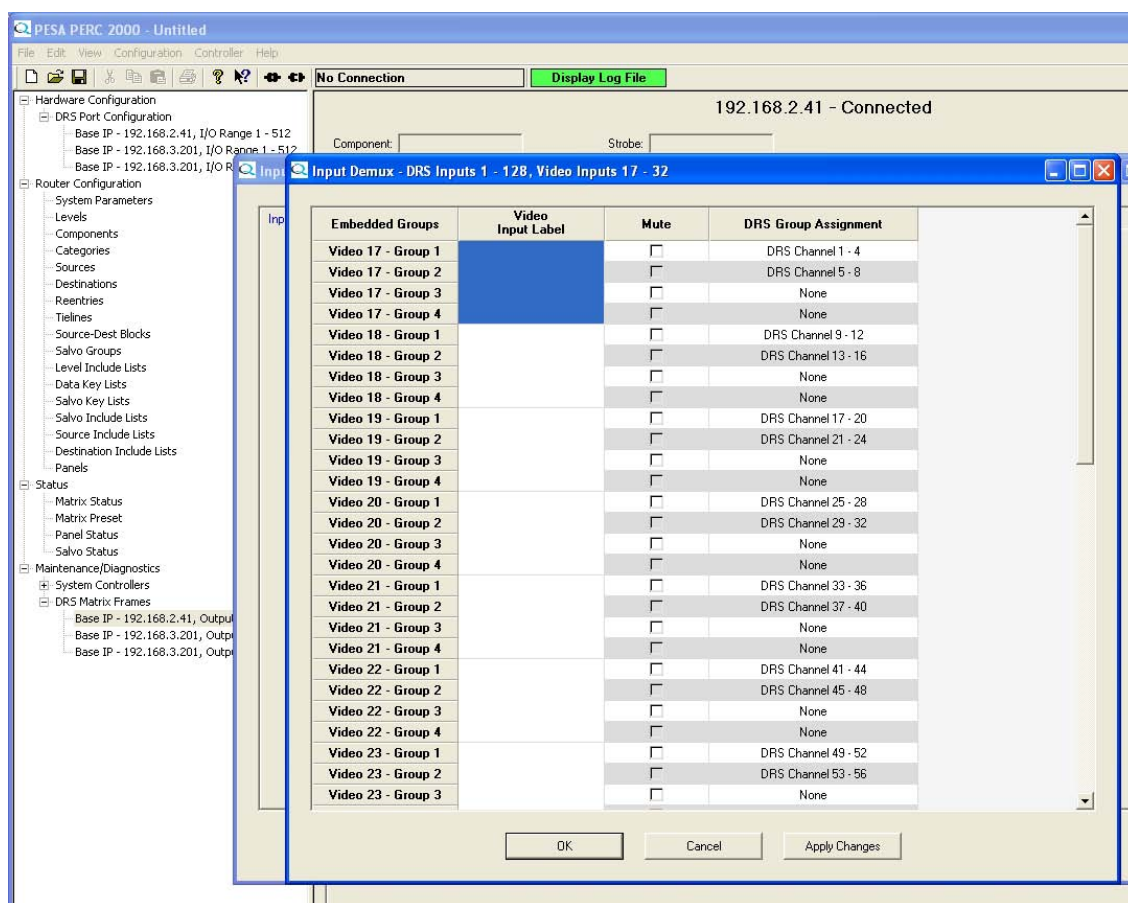 PESA PERC 2000 - Untitled
File Edit View Configuration Controller Help
No Connection
Display Log File
Hardware Configuration
DRS Port Configuration
Base IP - 192.168.2.41, I/O Range 1 - 512
Base IP - 192.168.3.201, I/O Range 1 - 512
Base IP - 192.168.3.201, I/O R
Router Configuration
System Parameters
Levels
Components
Categories
Sources
Destinations
Reentries
Tielines
Source-Dest Blocks
Salvo Groups
Level Include Lists
Data Key Lists
Salvo Key Lists
Salvo Include Lists
Source Include Lists
Destination Include Lists
Panels
Status
Matrix Status
Matrix Preset
Panel Status
Salvo Status
Maintenance/Diagnostics
System Controllers
DRS Matrix Frames
Base IP - 192.168.2.41, Output
Base IP - 192.168.3.201, Outpu
Base IP - 192.168.3.201, Outpu
192.168.2.41 - Connected
Component:
Strobe:
Inpu
Inp
Input Demux - DRS Inputs 1 - 128, Video Inputs 17 - 32
Embedded Groups Video Input Label Mute DRS Group Assignment
Video 17 - Group 1 DRS Channel 1 - 4
Video 17 - Group 2 DRS Channel 5 - 8
Video 17 - Group 3 None
Video 17 - Group 4 None
Video 18 - Group 1 DRS Channel 9 - 12
Video 18 - Group 2 DRS Channel 13 - 16
Video 18 - Group 3 None
Video 18 - Group 4 None
Video 19 - Group 1 DRS Channel 17 - 20
Video 19 - Group 2 DRS Channel 21 - 24
Video 19 - Group 3 None
Video 19 - Group 4 None
Video 20 - Group 1 DRS Channel 25 - 28
Video 20 - Group 2 DRS Channel 29 - 32
Video 20 - Group 3 None
Video 20 - Group 4 None
Video 21 - Group 1 DRS Channel 33 - 36
Video 21 - Group 2 DRS Channel 37 - 40
Video 21 - Group 3 None
Video 21 - Group 4 None
Video 22 - Group 1 DRS Channel 41 - 44
Video 22 - Group 2 DRS Channel 45 - 48
Video 22 - Group 3 None
Video 22 - Group 4 None
Video 23 - Group 1 DRS Channel 49 - 52
Video 23 - Group 2 DRS Channel 53 - 56
Video 23 - Group 3 None
OK Cancel Apply Changes